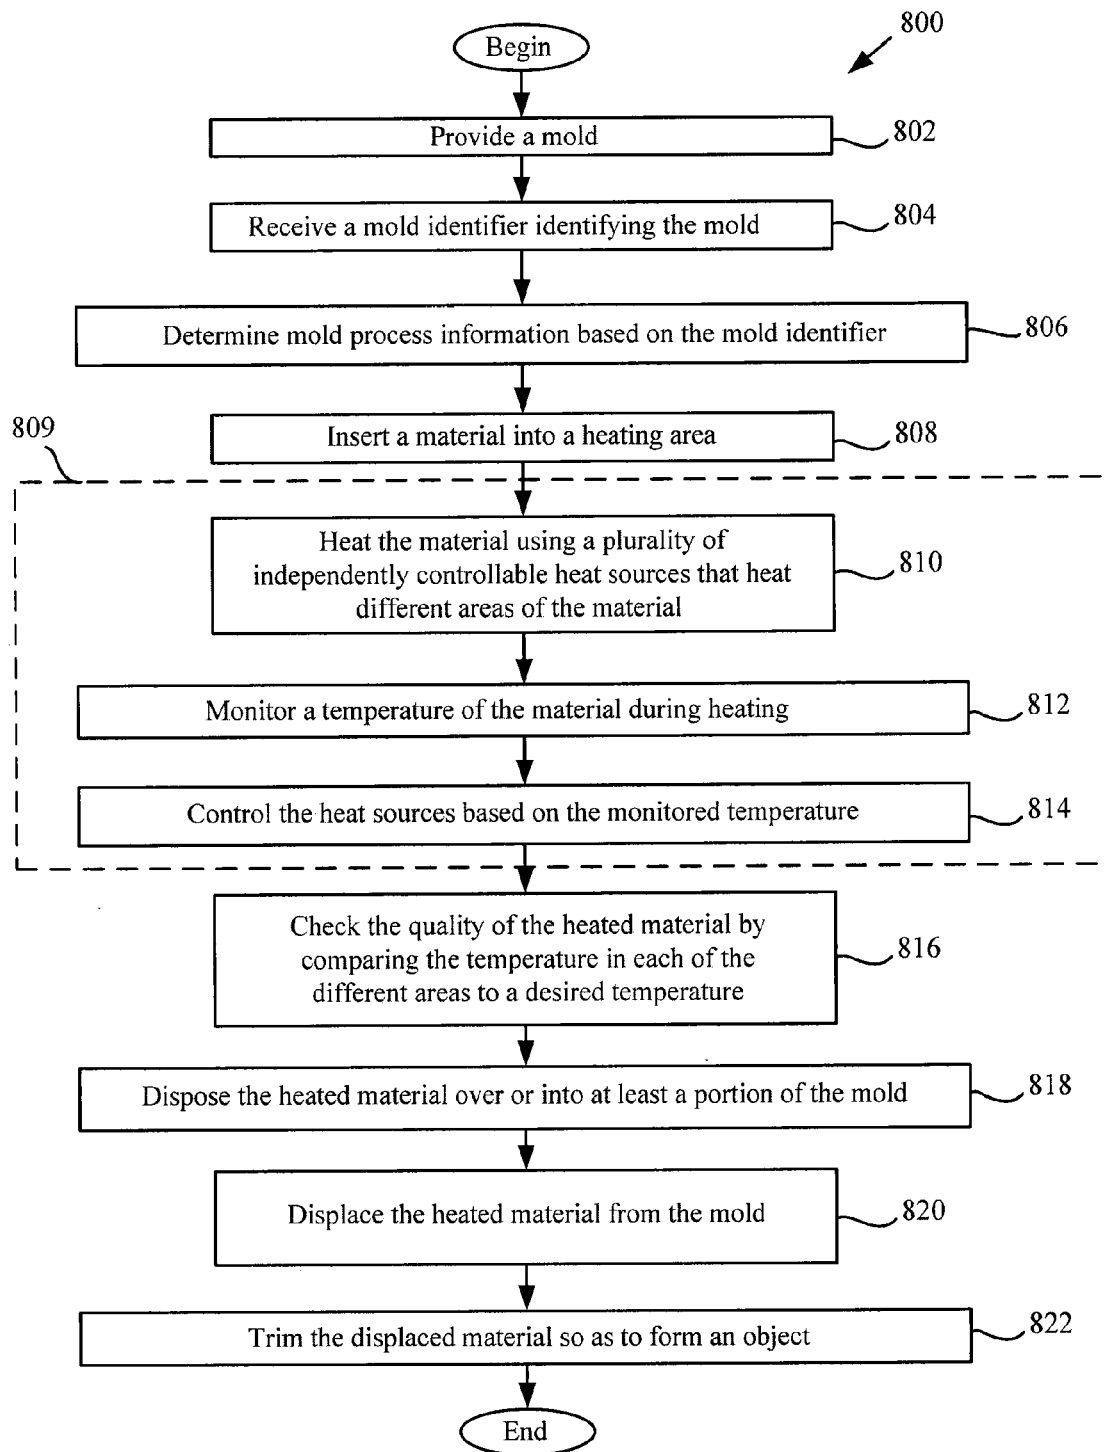 800
Begin
Provide a mold
802
Receive a mold identifier identifying the mold
804
Determine mold process information based on the mold identifier
806
Insert a material into a heating area
808
809
Heat the material using a plurality of
independently controllable heat sources that heat
different areas of the material
810
Monitor a temperature of the material during heating
812
Control the heat sources based on the monitored temperature
814
Check the quality of the heated material by
comparing the temperature in each of the
different areas to a desired temperature
816
Dispose the heated material over or into at least a portion of the mold
818
Displace the heated material from the mold
820
Trim the displaced material so as to form an object
822
End